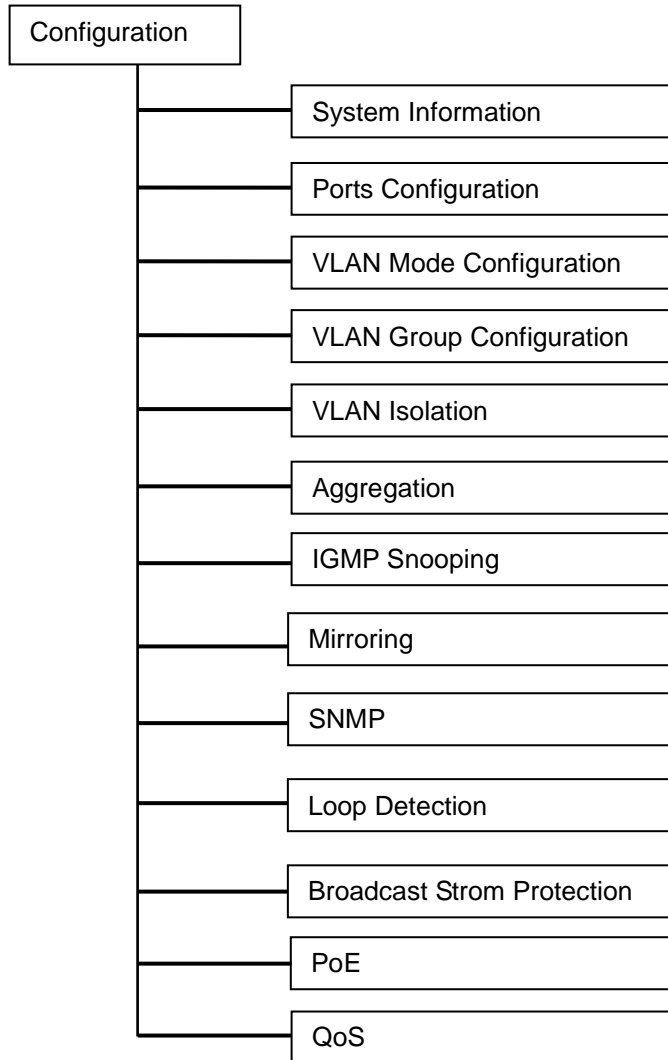 Configuration
System Information
Ports Configuration
VLAN Mode Configuration
VLAN Group Configuration
VLAN Isolation
Aggregation
IGMP Snooping
Mirroring
SNMP
Loop Detection
Broadcast Strom Protection
PoE
QoS